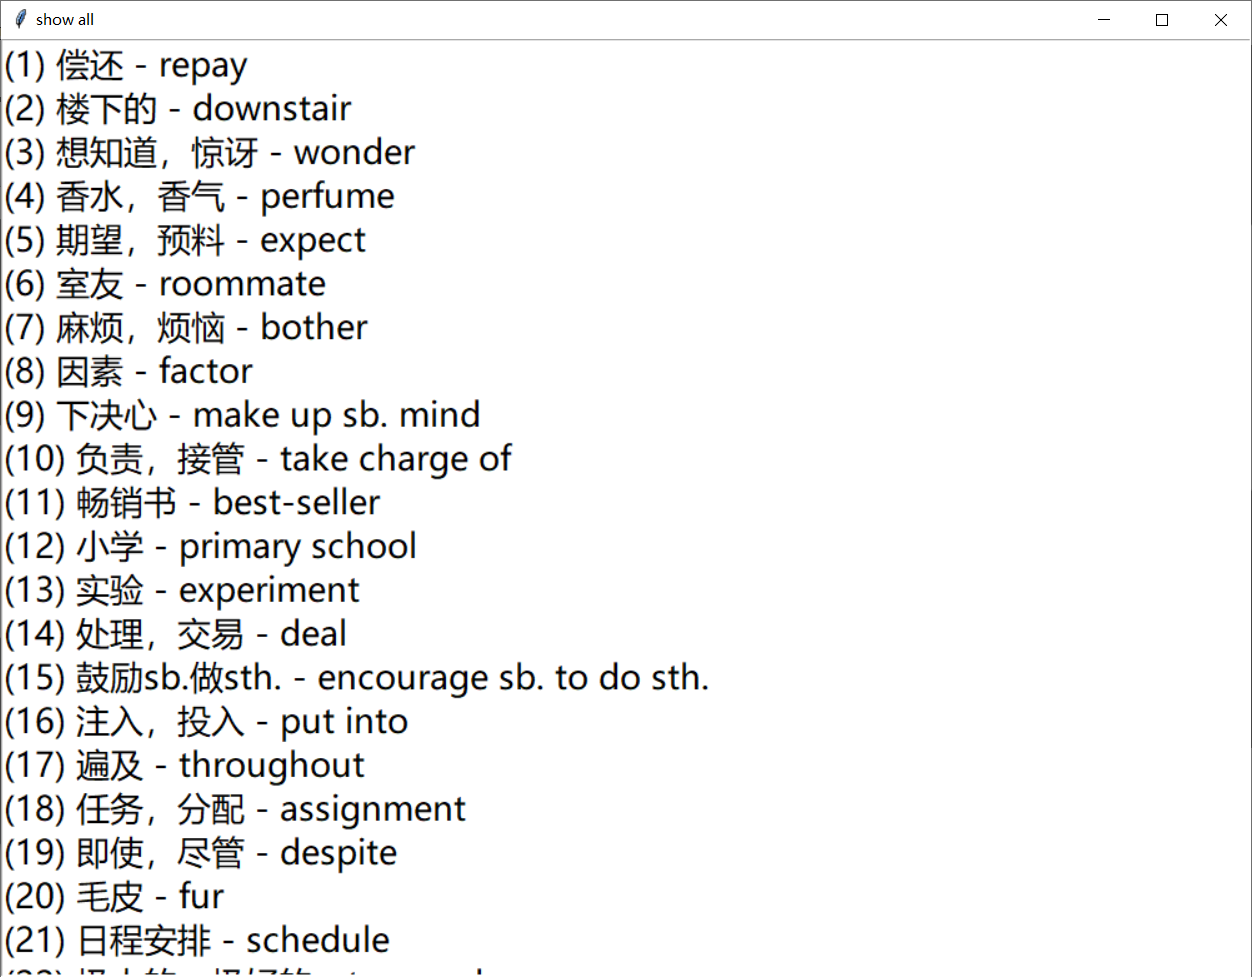 show all
(1) 偿还 - repay
(2) 楼下的 - downstair
(3) 想知道，惊讶 - wonder
(4) 香水，香气 - perfume
(5) 期望，预料 - expect
(6) 室友 - roommate
(7) 麻烦，烦恼 - bother
(8) 因素 - factor
(9) 下决心 - make up sb. mind
(10) 负责，接管 - take charge of
(11) 畅销书 - best-seller
(12) 小学 - primary school
(13) 实验 - experiment
(14) 处理，交易 - deal
(15) 鼓励sb.做sth. - encourage sb. to do sth.
(16) 注入，投入 - put into
(17) 遍及 - throughout
(18) 任务，分配 - assignment
(19) 即使，尽管 - despite
(20) 毛皮 - fur
(21) 日程安排 - schedule